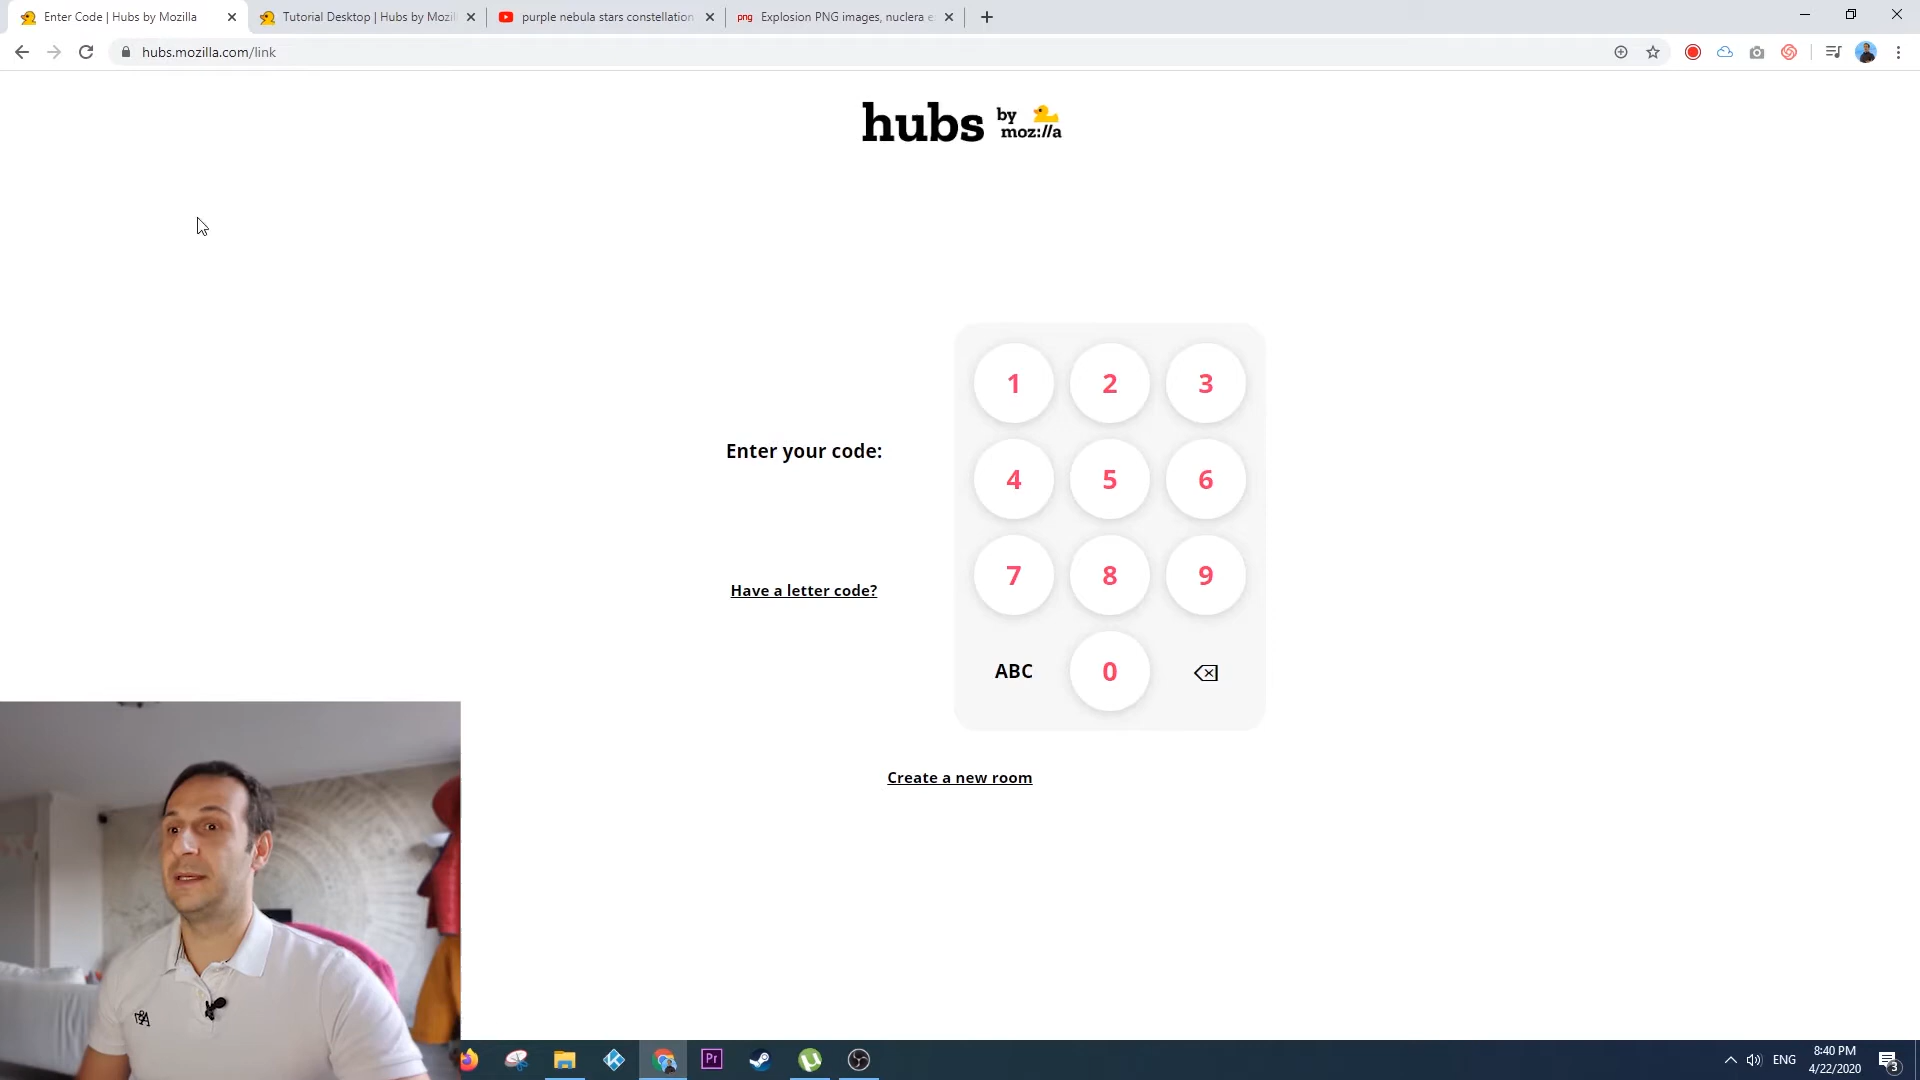 Enter Code | Hubs by Mozilla
Tutorial Desktop | Hubs by Mozil
purple nebula stars constellation
png
Explosion PNG images, nuclera e
hubs.mozilla.com/link
hubs by moz://a
1 2 3
Enter your code:
4 5 6
7 8 9
Have a letter code?
ABC 0
Create a new room
Pr
ENG
8:40 PM
4/22/2020
3